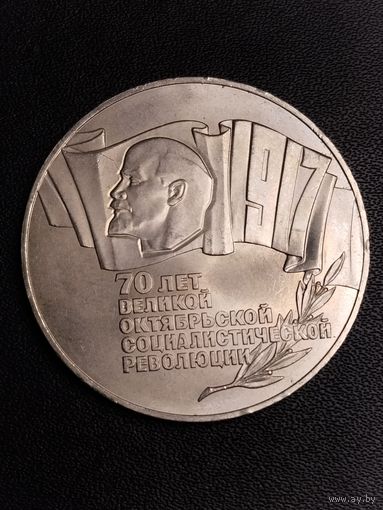 1917
70 ЛЕТ
ВЕЛИКОЙ
ОКТЯБРЬСКОЙ
СОЦИАЛИСТИЧЕСКОЙ
РЕВОЛЮЦИИ
www.ay.by